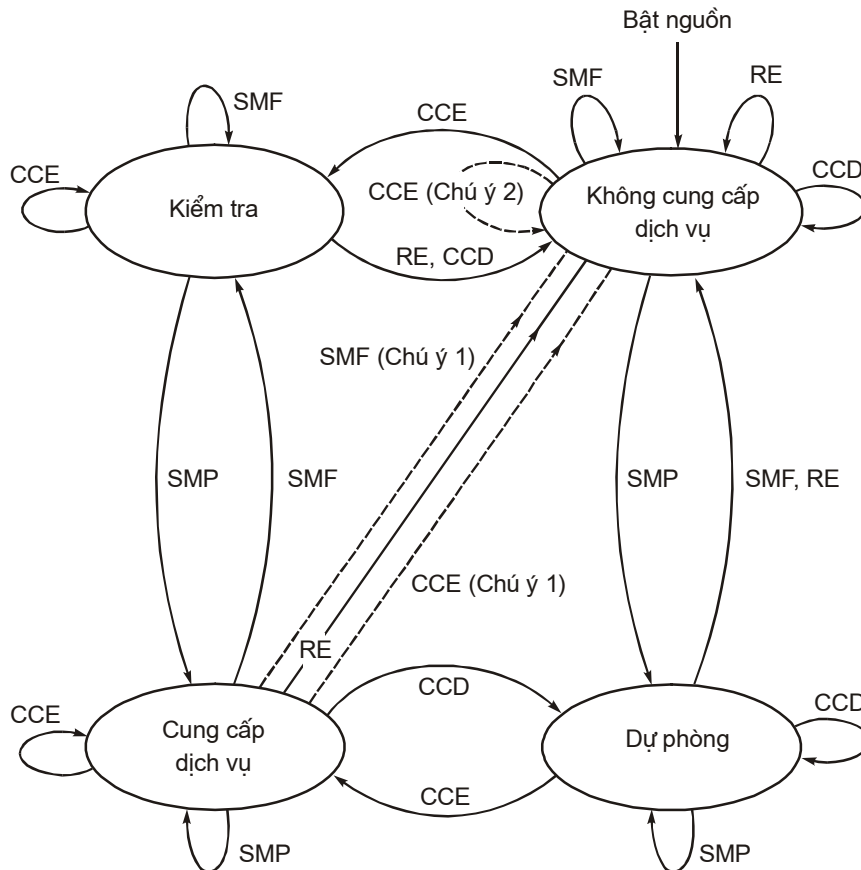 Bật nguồn
SMF
SMF
RE
CCE
CCE
CCE (Chú ý 2)
CCD
Kiểm tra
Không cung cấp
dịch vụ
RE, CCD
SMF (Chú ý 1)
SMP
SMF
SMP
SMF, RE
CCE (Chú ý 1)
RE
CCE
CCD
CCD
Cung cấp
dịch vụ
Dự phòng
CCE
SMP
SMP